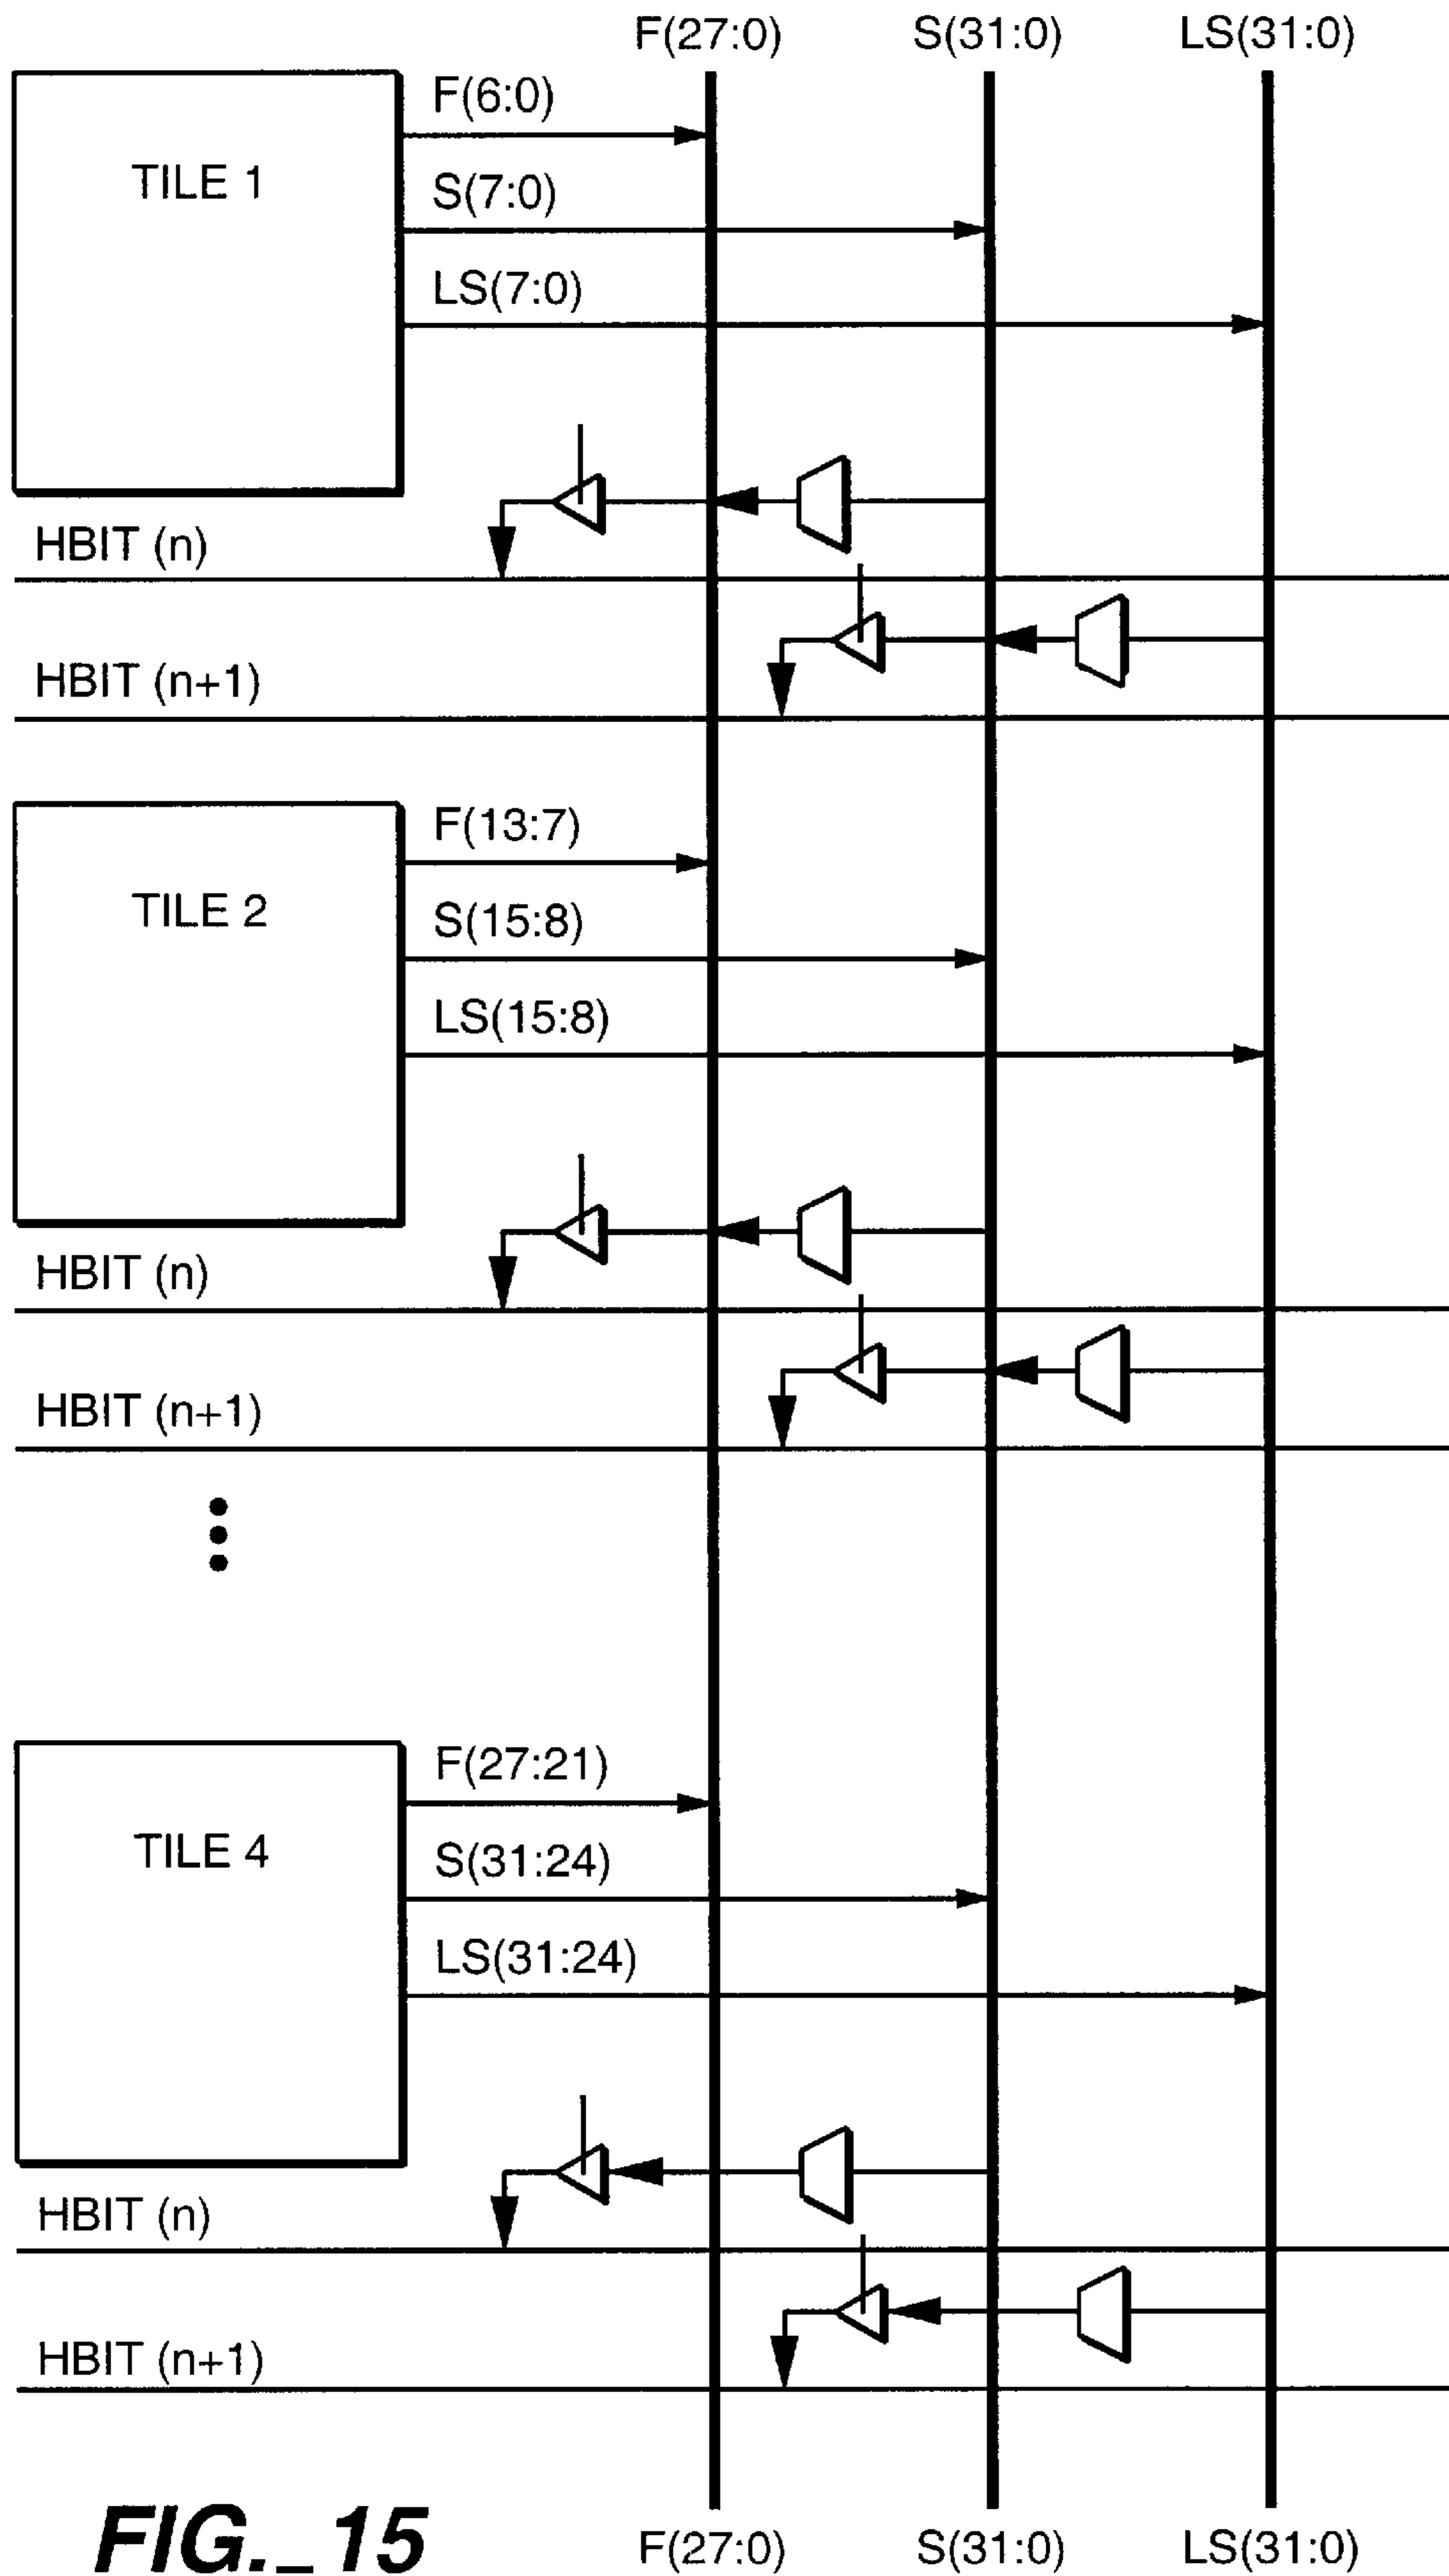 F(27:0) S(31:0) LS(31:0)
F(6:0)
TILE 1
S(7:0)
LS(7:0)
HBIT (n)
HBIT (n+1)
F(13:7)
TILE 2
S(15:8)
LS(15:8)
HBIT (n)
HBIT (n+1)
F(27:21)
TILE 4
S(31:24)
LS(31:24)
HBIT (n)
HBIT (n+1)
FIG._15
F(27:0) S(31:0) LS(31:0)